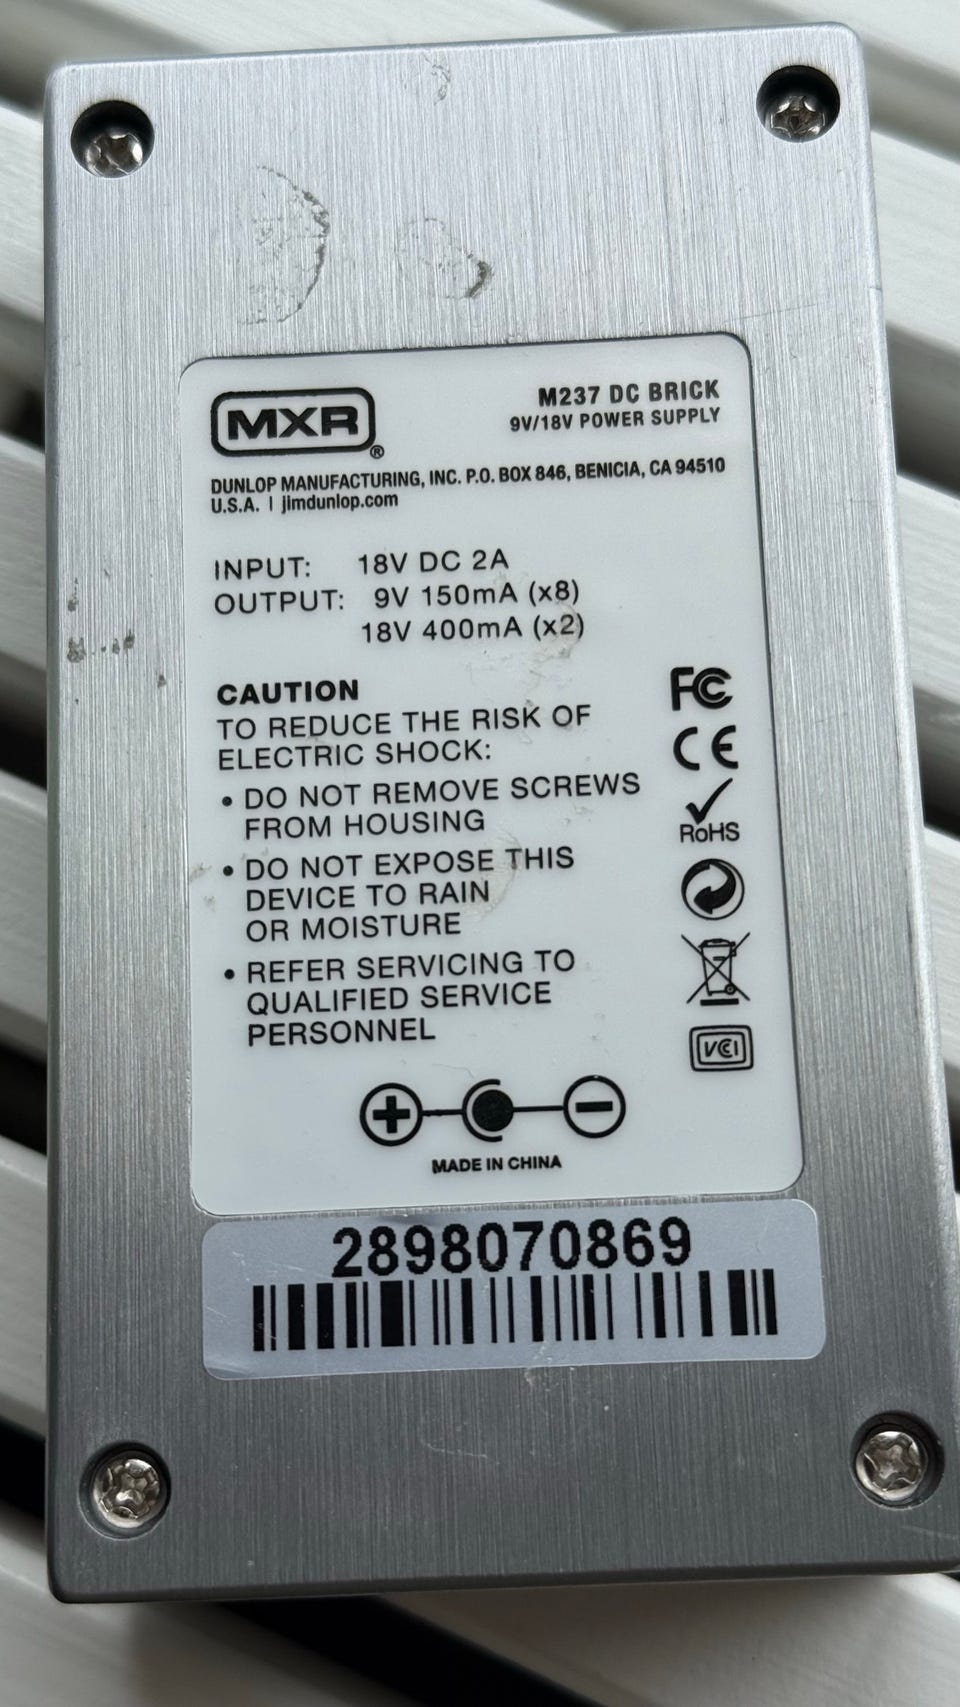 MXR®
M237 DC BRICK
9V/18V POWER SUPPLY
DUNLOP MANUFACTURING, INC. P.O. BOX 846, BENICIA, CA 94510
U.S.A. | jimdunlop.com
INPUT: 18V DC 2A
OUTPUT: 9V 150mA (x8)
18V 400mA (x2)
CAUTION
TO REDUCE THE RISK OF
ELECTRIC SHOCK:
• DO NOT REMOVE SCREWS
FROM HOUSING
• DO NOT EXPOSE THIS
DEVICE TO RAIN
OR MOISTURE
• REFER SERVICING TO
QUALIFIED SERVICE
PERSONNEL
FC
CE
RoHS
VCCI
MADE IN CHINA
2898070869